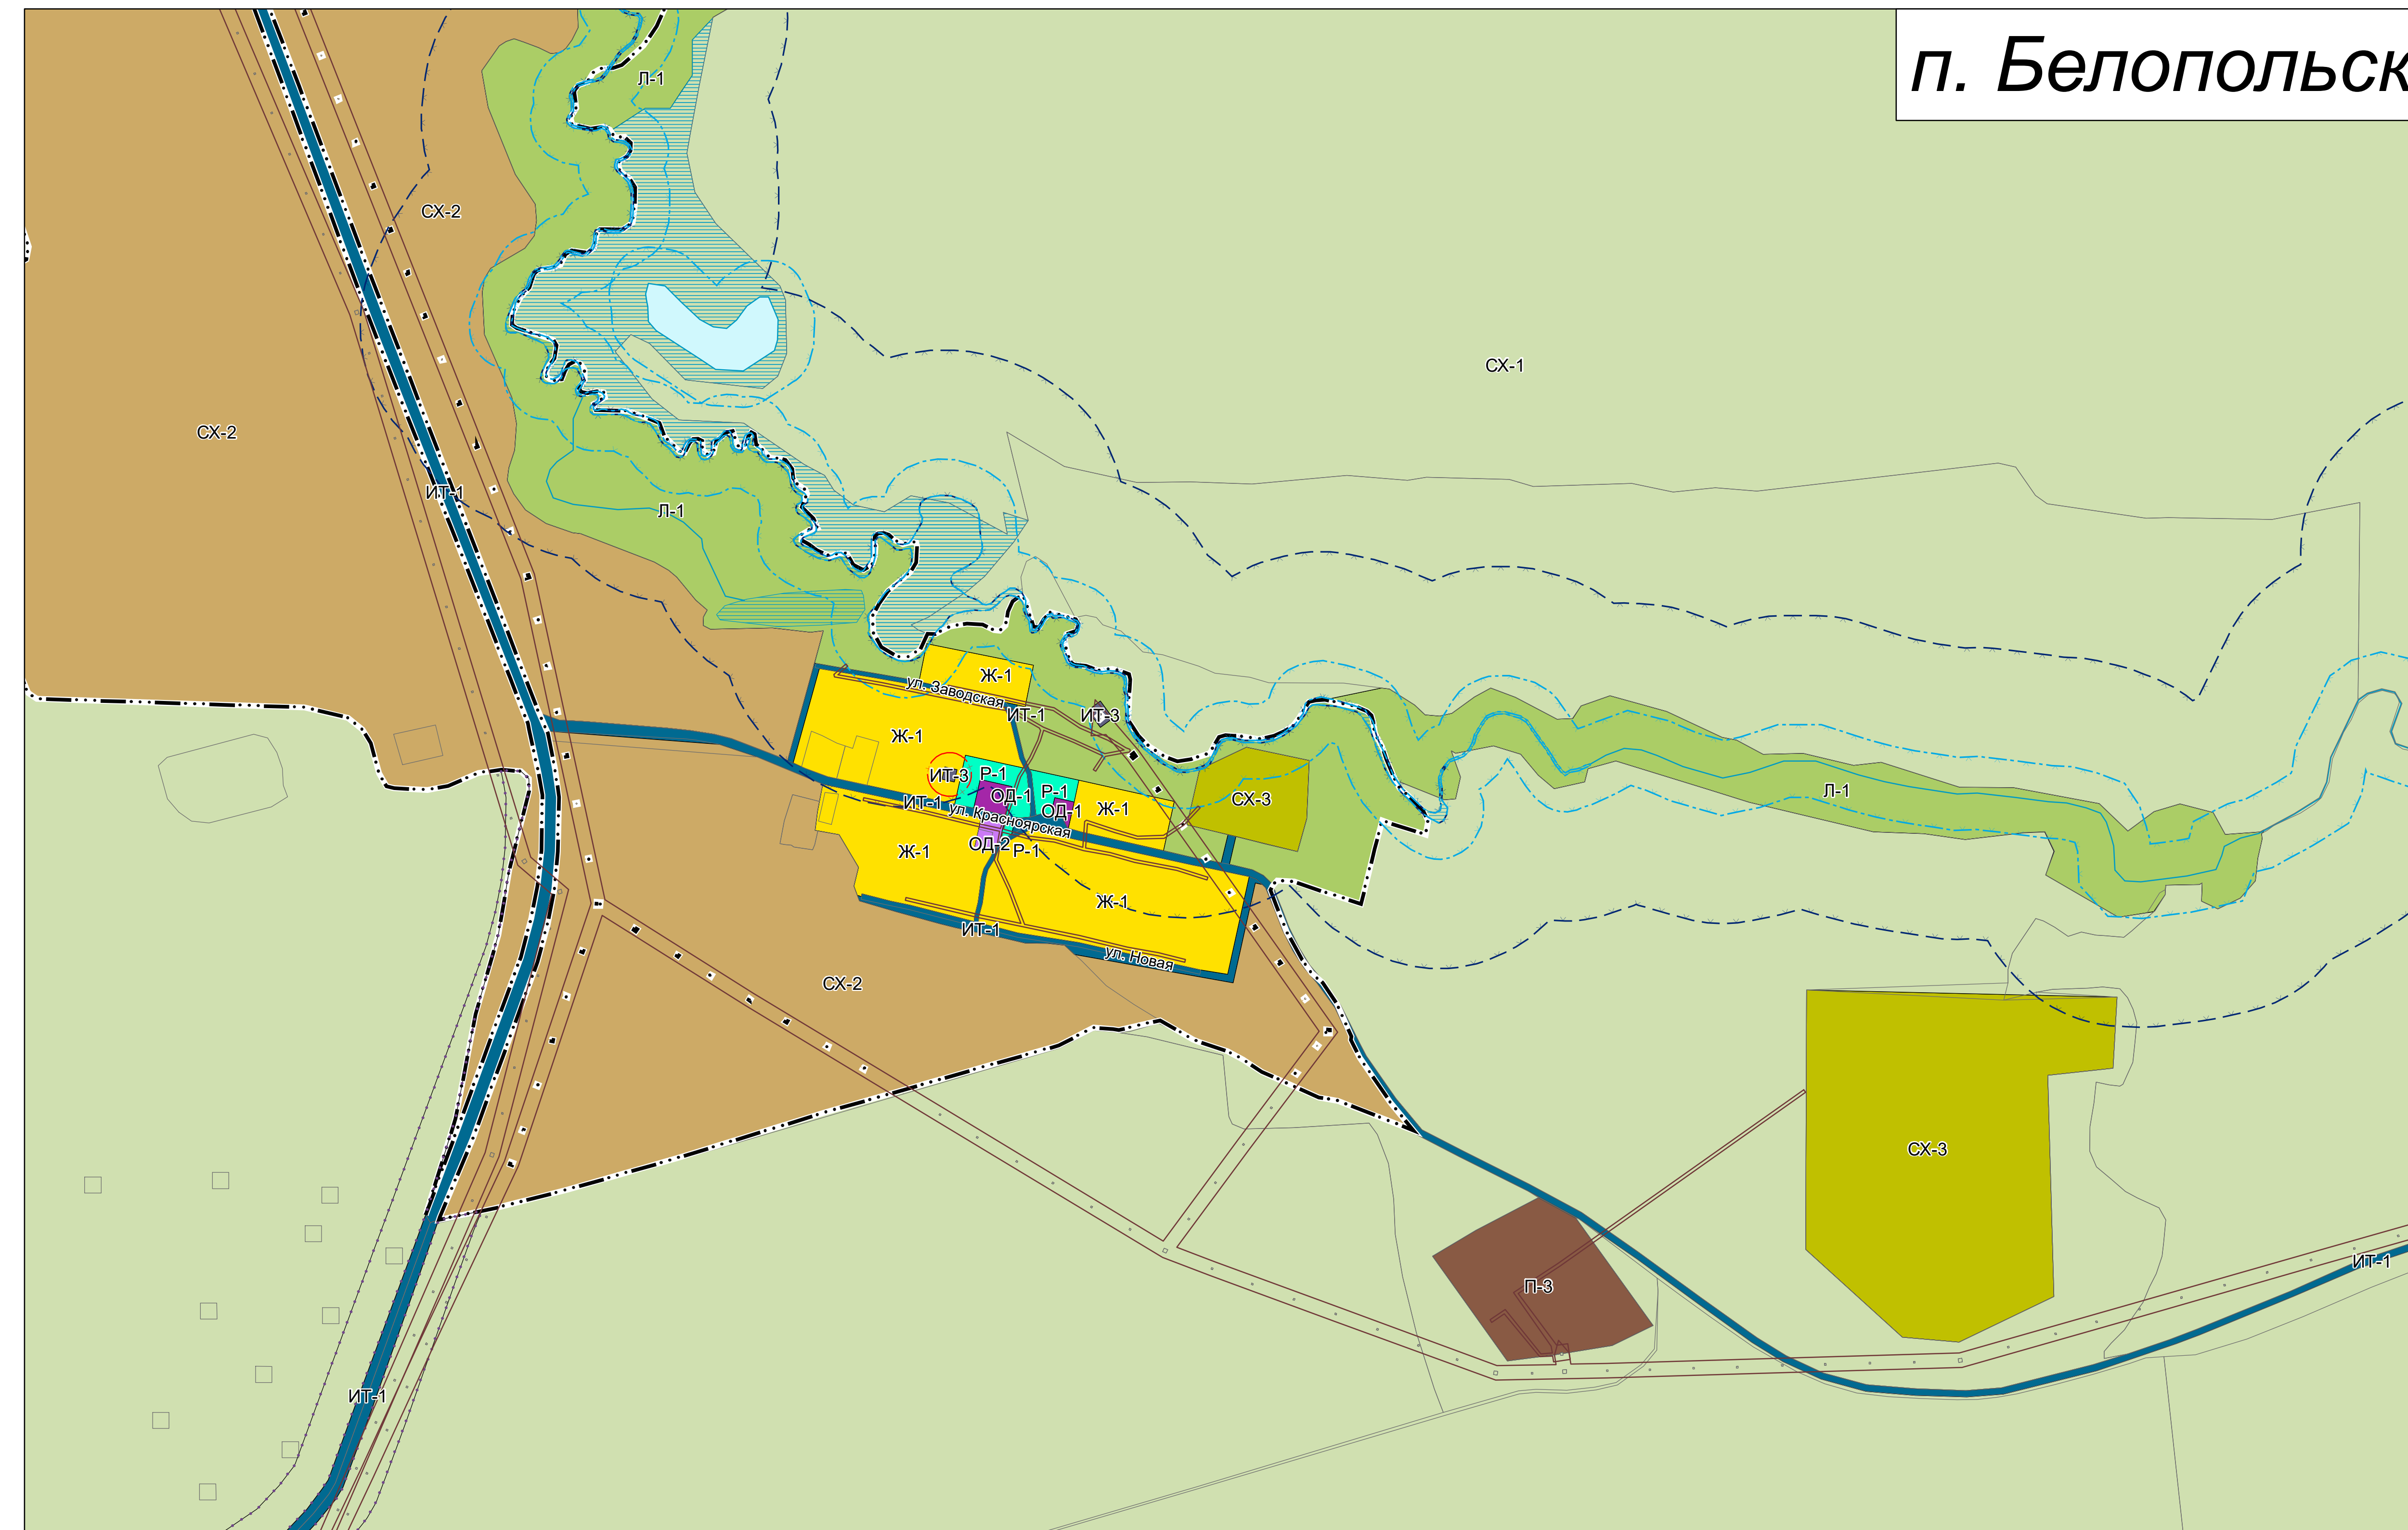 п. Белопольск
Л-1
СХ-2
СХ-1
СХ-2
ИТ-1
Л-1
Ж-1
ул. Заводская
ИТ-1
ИТ-3
Ж-1
ИТ-3
Р-1
ОД-1
Р-1
ОД-1
Ж-1
СХ-3
Л-1
ИТ-1
ул. Красноярская
ОД-2
Р-1
Ж-1
Ж-1
ИТ-1
ул. Новая
СХ-2
СХ-3
ИТ-1
П-3
ИТ-1